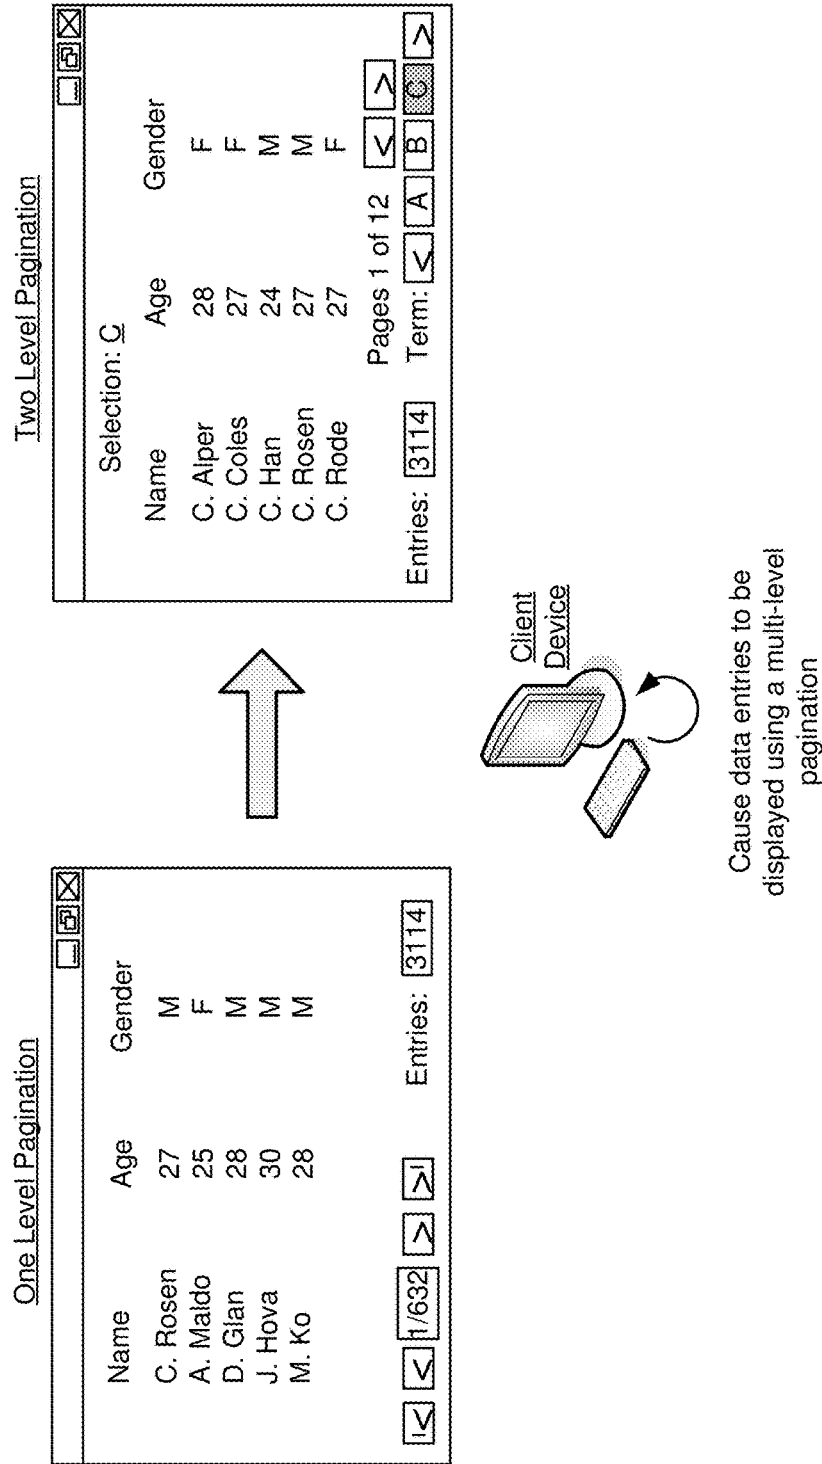 One Level Pagination
Name Age Gender
C. Rosen 27 M
A. Maldo 25 F
D. Glan 28 M
J. Hova 30 M
M. Ko 28 M
I< < 1/632 > >I Entries: 3114
Two Level Pagination
Selection: C
Name Age Gender
C. Alper 28 F
C. Coles 27 F
C. Han 24 M
C. Rosen 27 M
C. Rode 27 F
Pages 1 of 12 < >
Entries: 3114 Term: < A B C >
Client
Device
Cause data entries to be
displayed using a multi-level
pagination